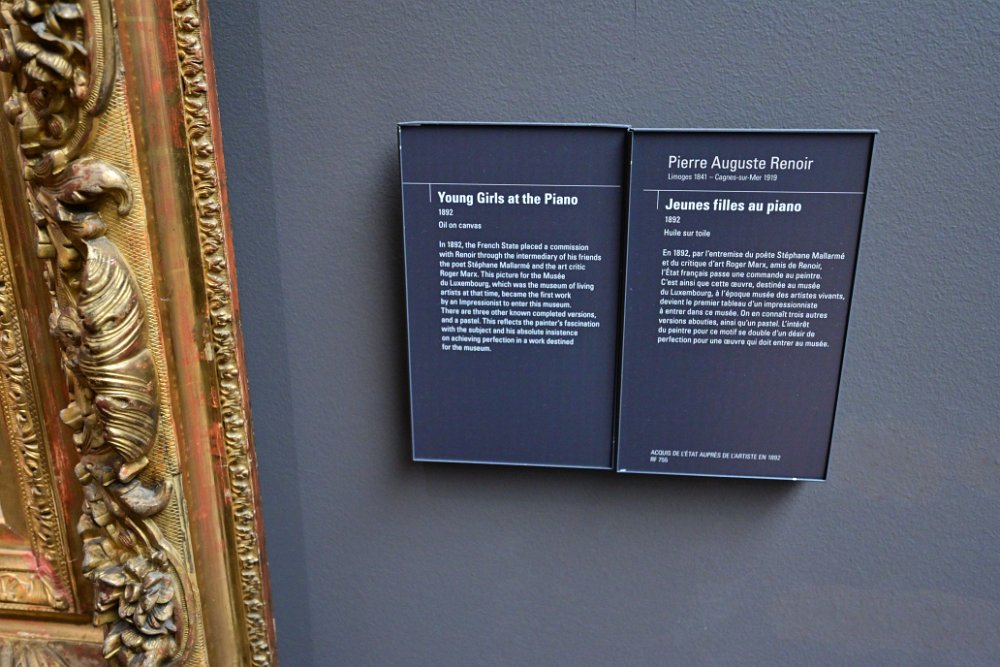 Young Girls at the Piano
1892
Oil on canvas
In 1892, the French State placed a commission
with Renoir through the intermediary of his friends
the poet Stéphane Mallarmé and the art critic
Roger Marx. This picture for the Musée
du Luxembourg, which was the museum of living
artists at that time, became the first work
by an Impressionist to enter this museum.
There are three other known completed versions,
and a pastel. This reflects the painter's fascination
with the subject and his absolute insistence
on achieving perfection in a work destined
for the museum.
Pierre Auguste Renoir
Limoges 1841 – Cagnes-sur-Mer 1919
Jeunes filles au piano
1892
Huile sur toile
En 1892, par l'entremise du poète Stéphane Mallarmé
et du critique d'art Roger Marx, amis de Renoir,
l'État français passe une commande au peintre.
C'est ainsi que cette œuvre, destinée au musée
du Luxembourg, à l'époque musée des artistes vivants,
devient le premier tableau d'un impressionniste
à entrer dans ce musée. On en connaît trois autres
versions abouties, ainsi qu'un pastel. L'intérêt
du peintre pour ce motif se double d'un désir de
perfection pour une œuvre qui doit entrer au musée.
ACQUIS DE L'ÉTAT AUPRÈS DE L'ARTISTE EN 1892
RF 755